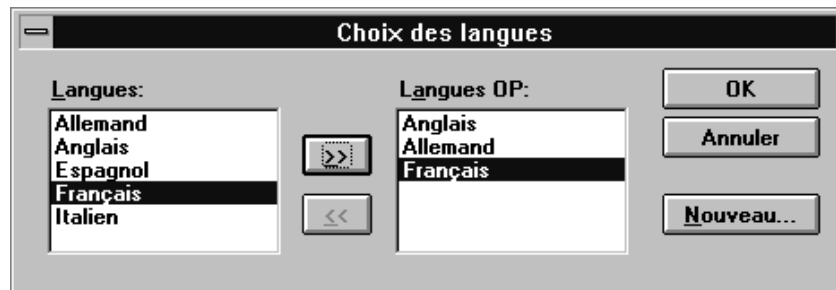 Choix des langues
Langues:
Allemand
Anglais
Espagnol
Français
Italien
>>
<<
Langues OP:
Anglais
Allemand
Français
OK
Annuler
Nouveau...